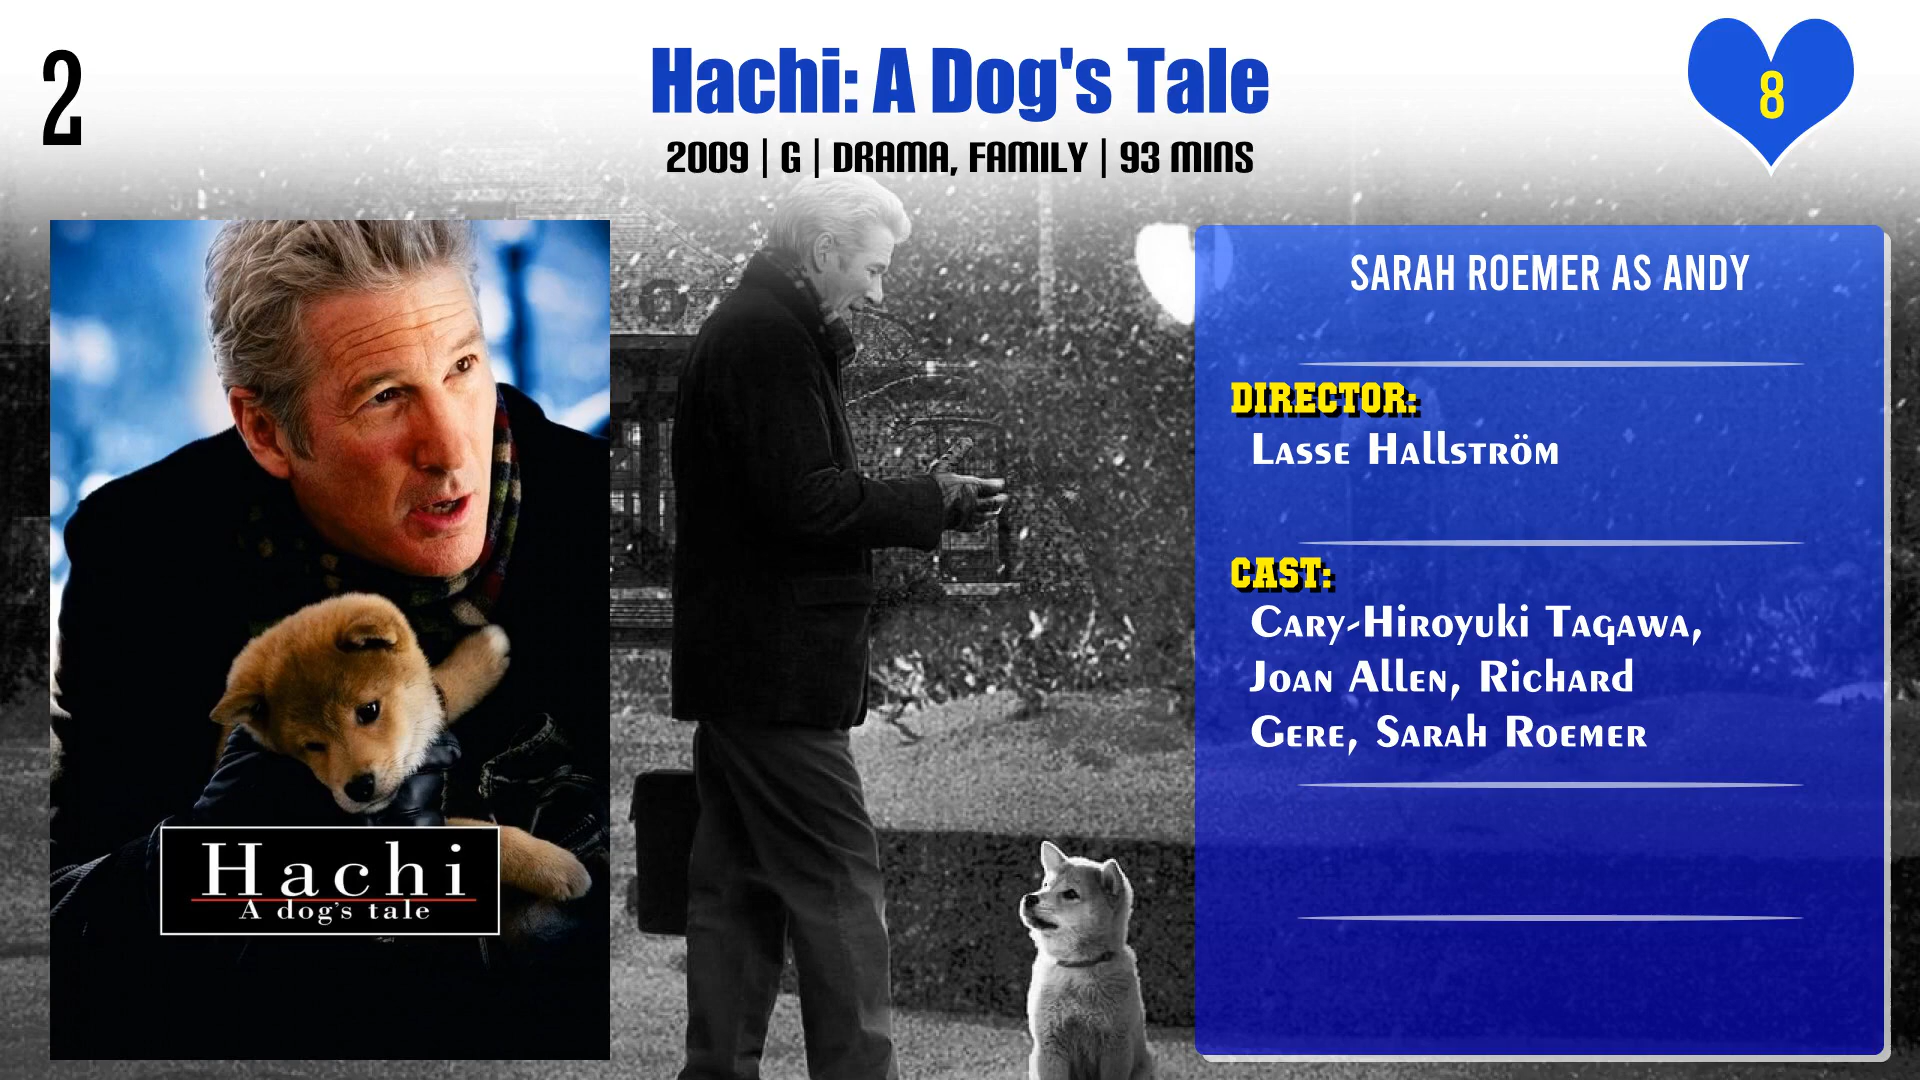 2
Hachi: A Dog's Tale
8
2009 | G | DRAMA, FAMILY | 93 MINS
SARAH ROEMER AS ANDY
DIRECTOR:
Lasse Hallström
CAST:
Cary-Hiroyuki Tagawa,
Joan Allen, Richard
Gere, Sarah Roemer
Hachi
A dog's tale